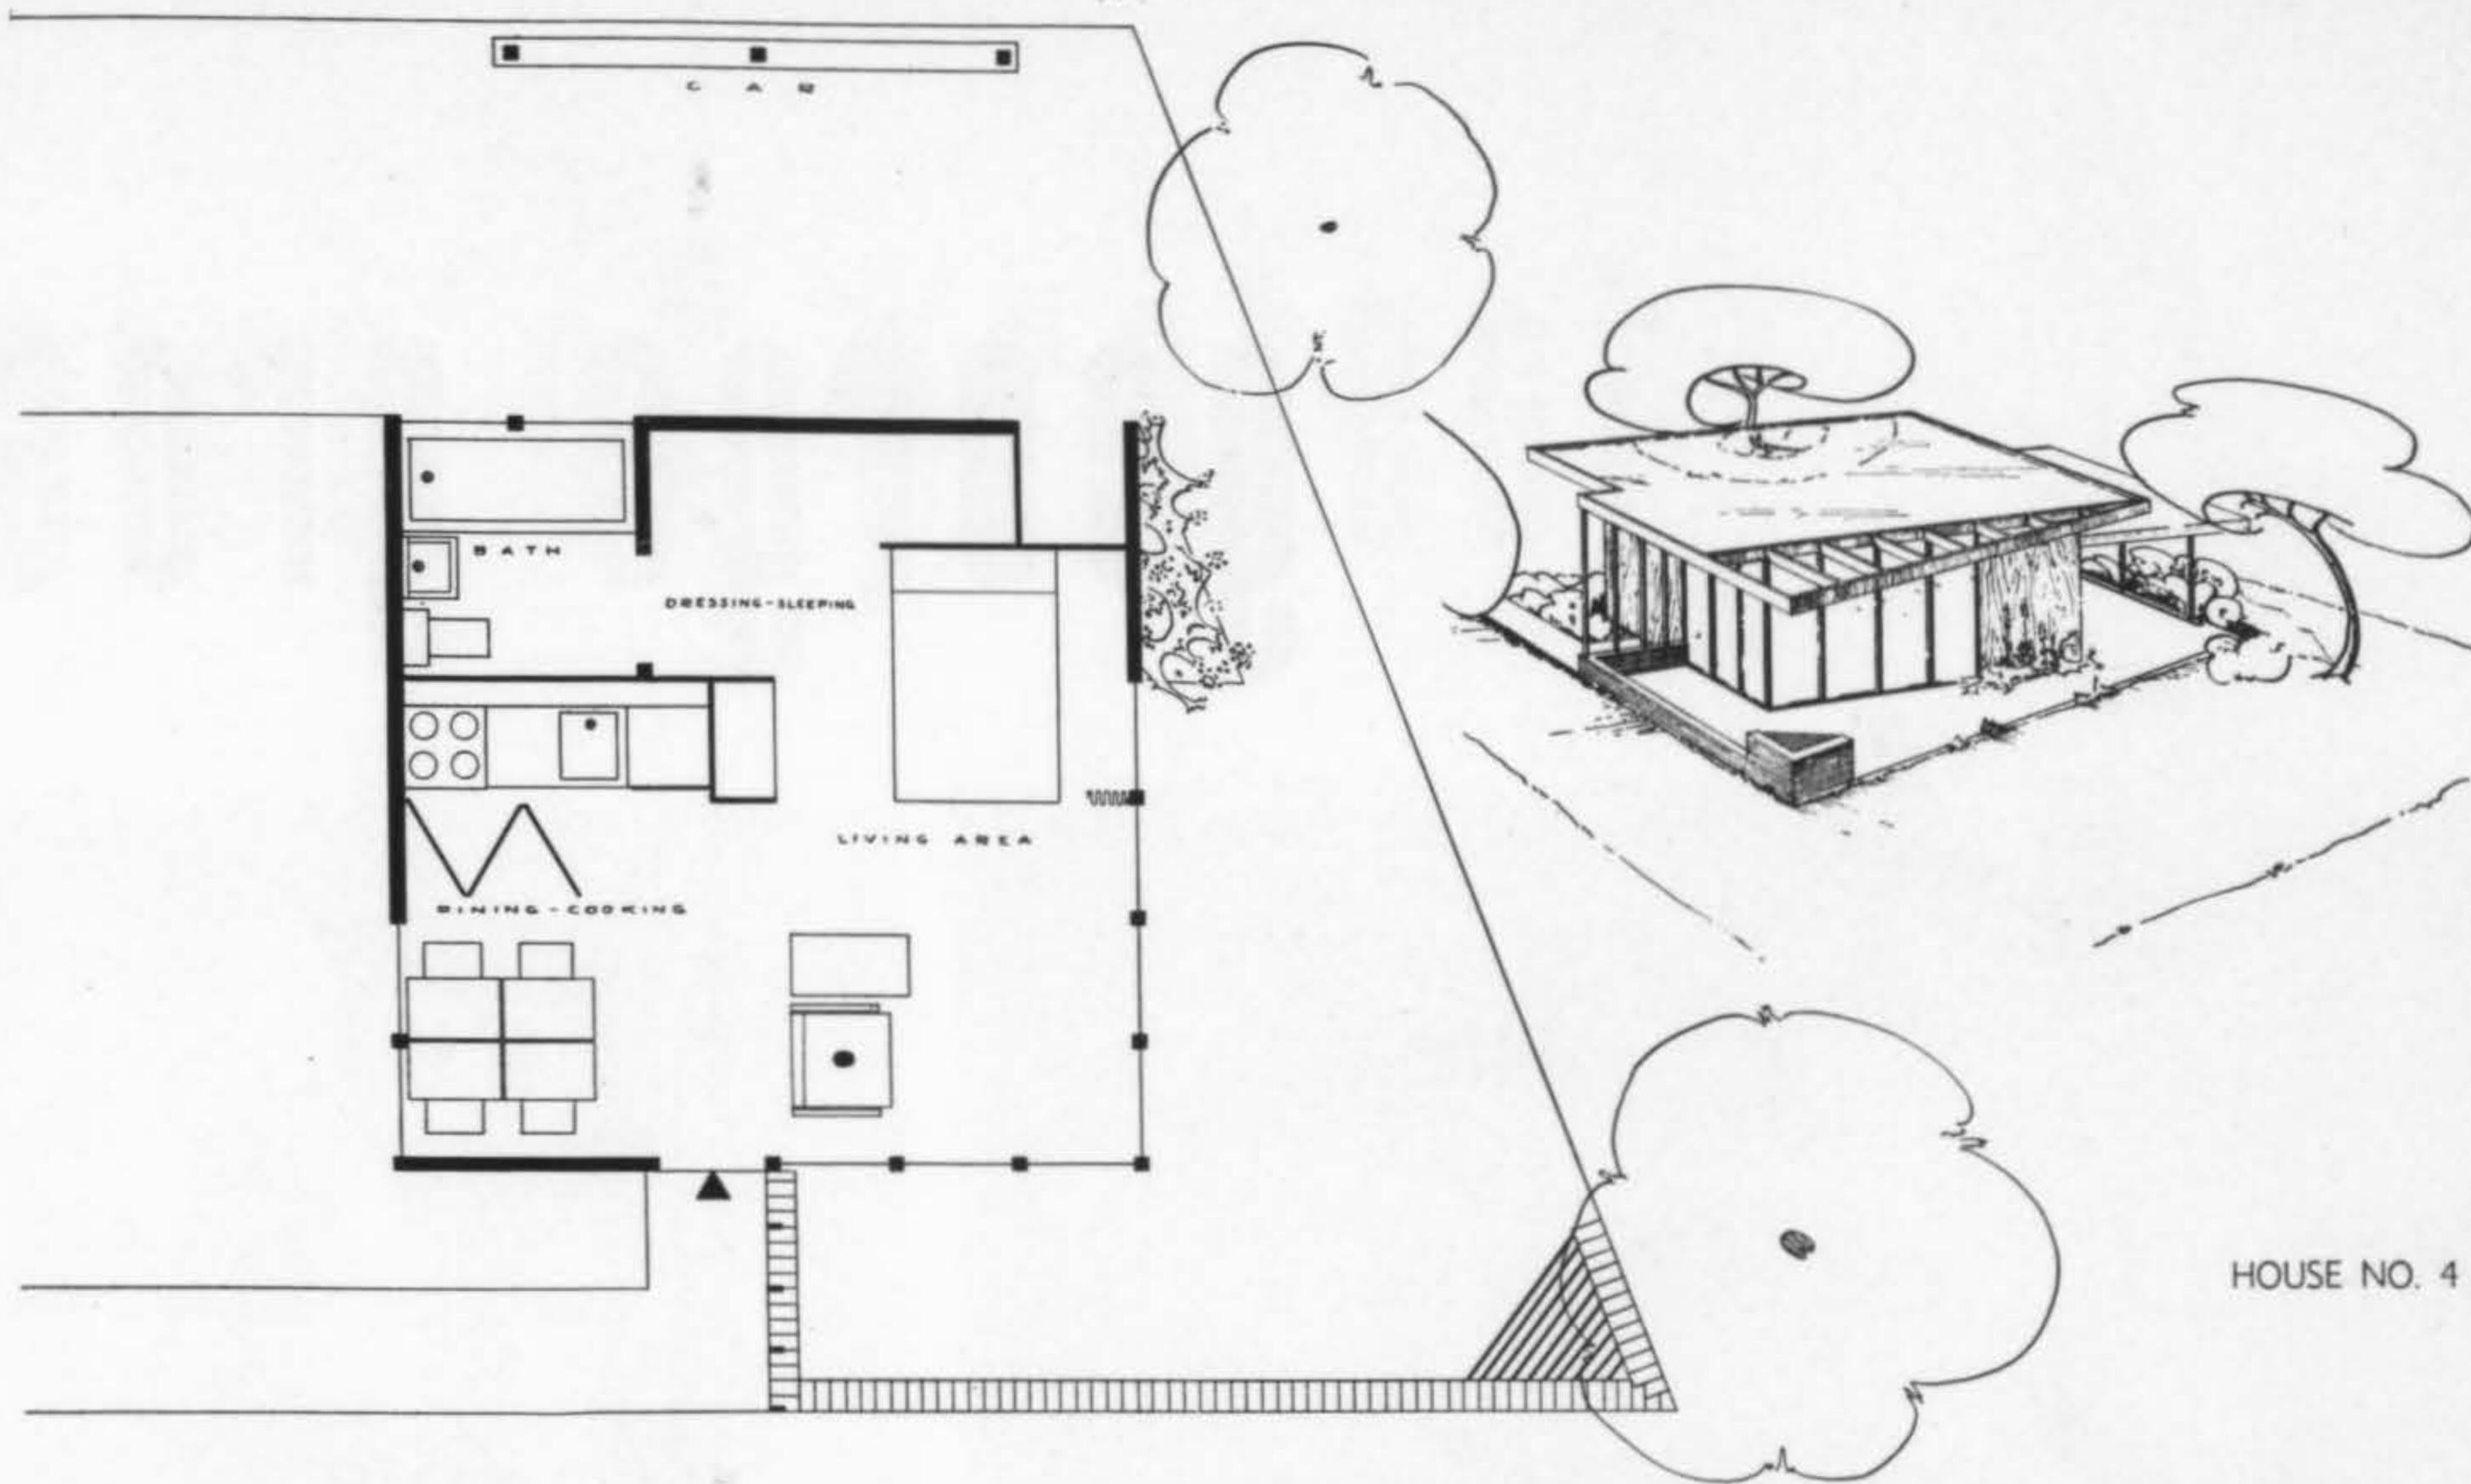 CAR
BATH
DRESSING-SLEEPING
LIVING AREA
DINING-COOKING
HOUSE NO. 4